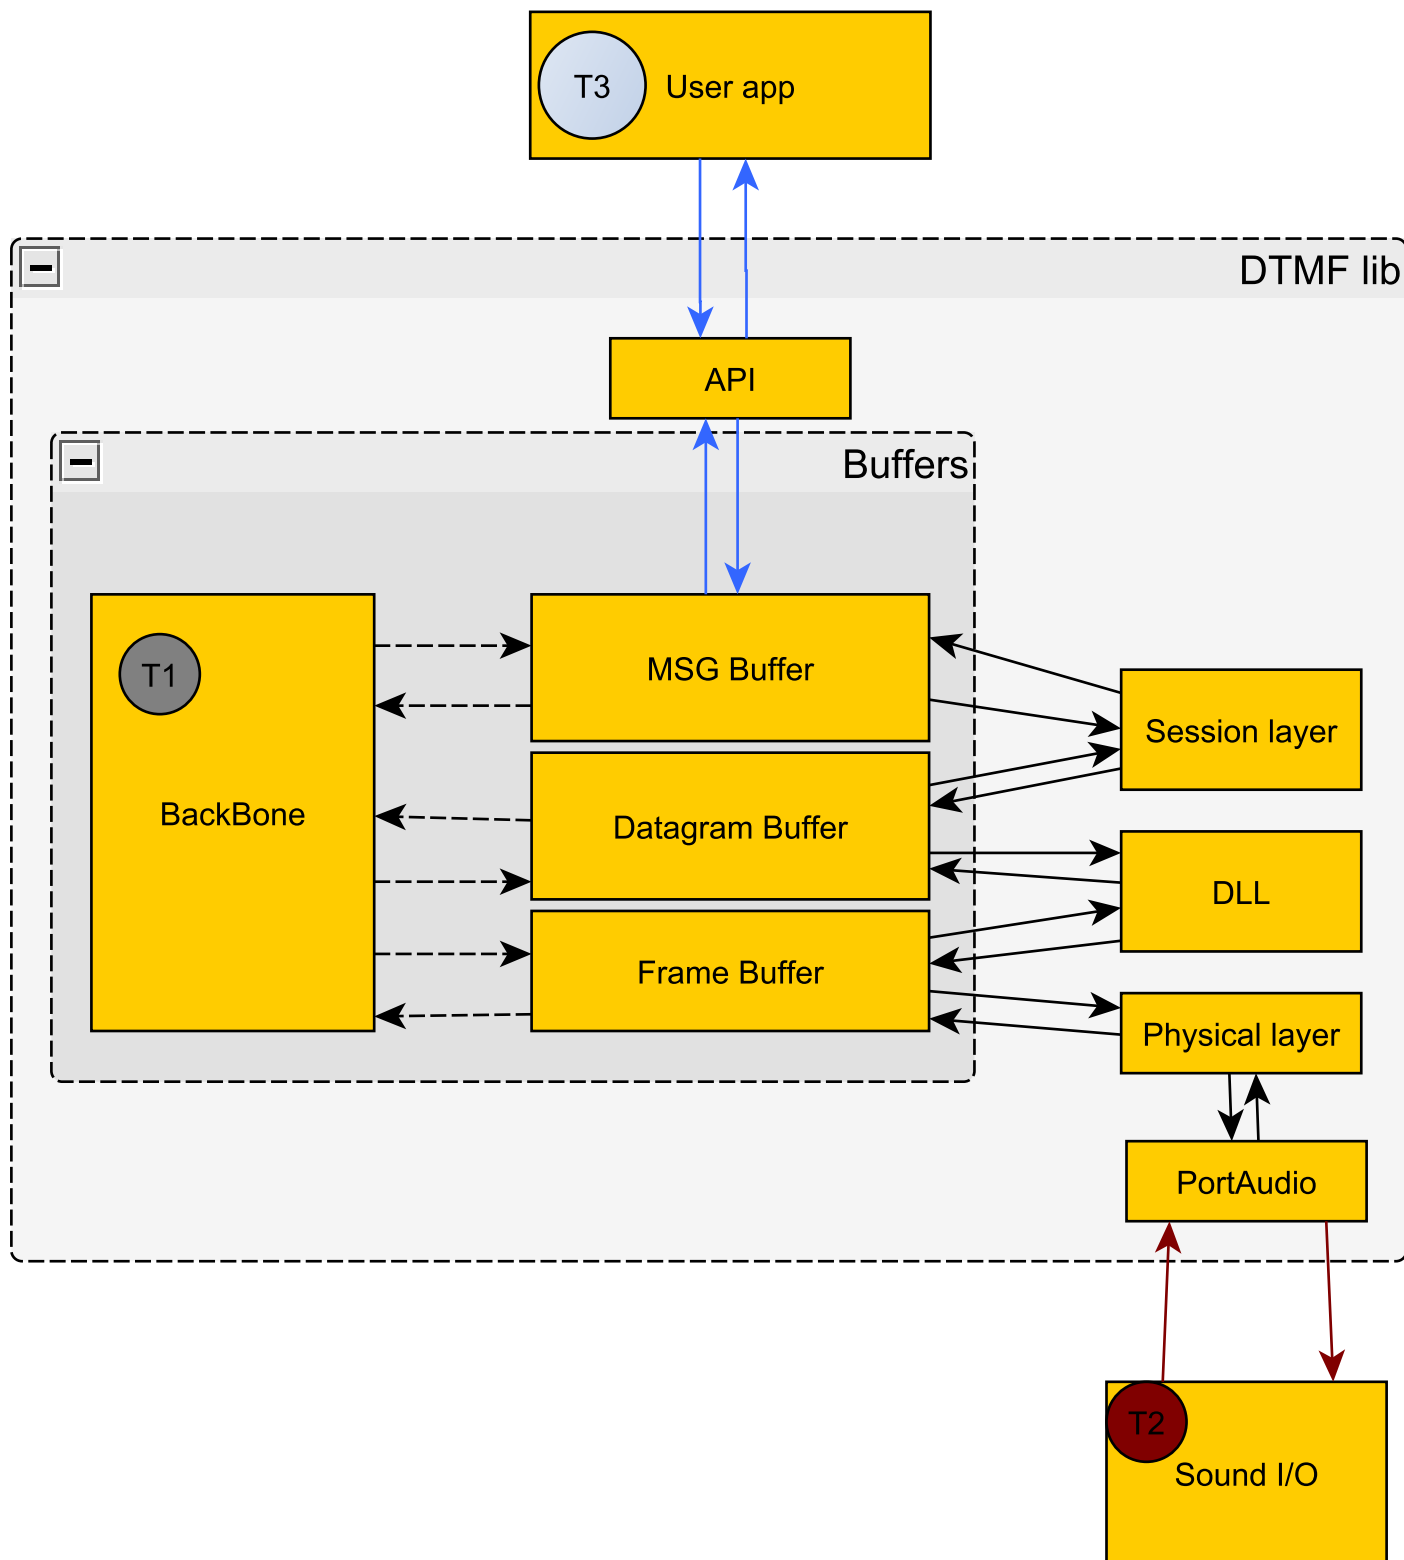 T3
User app
DTMF lib
API
Buffers
T1
BackBone
MSG Buffer
Session layer
Datagram Buffer
DLL
Frame Buffer
Physical layer
PortAudio
T2
Sound I/O